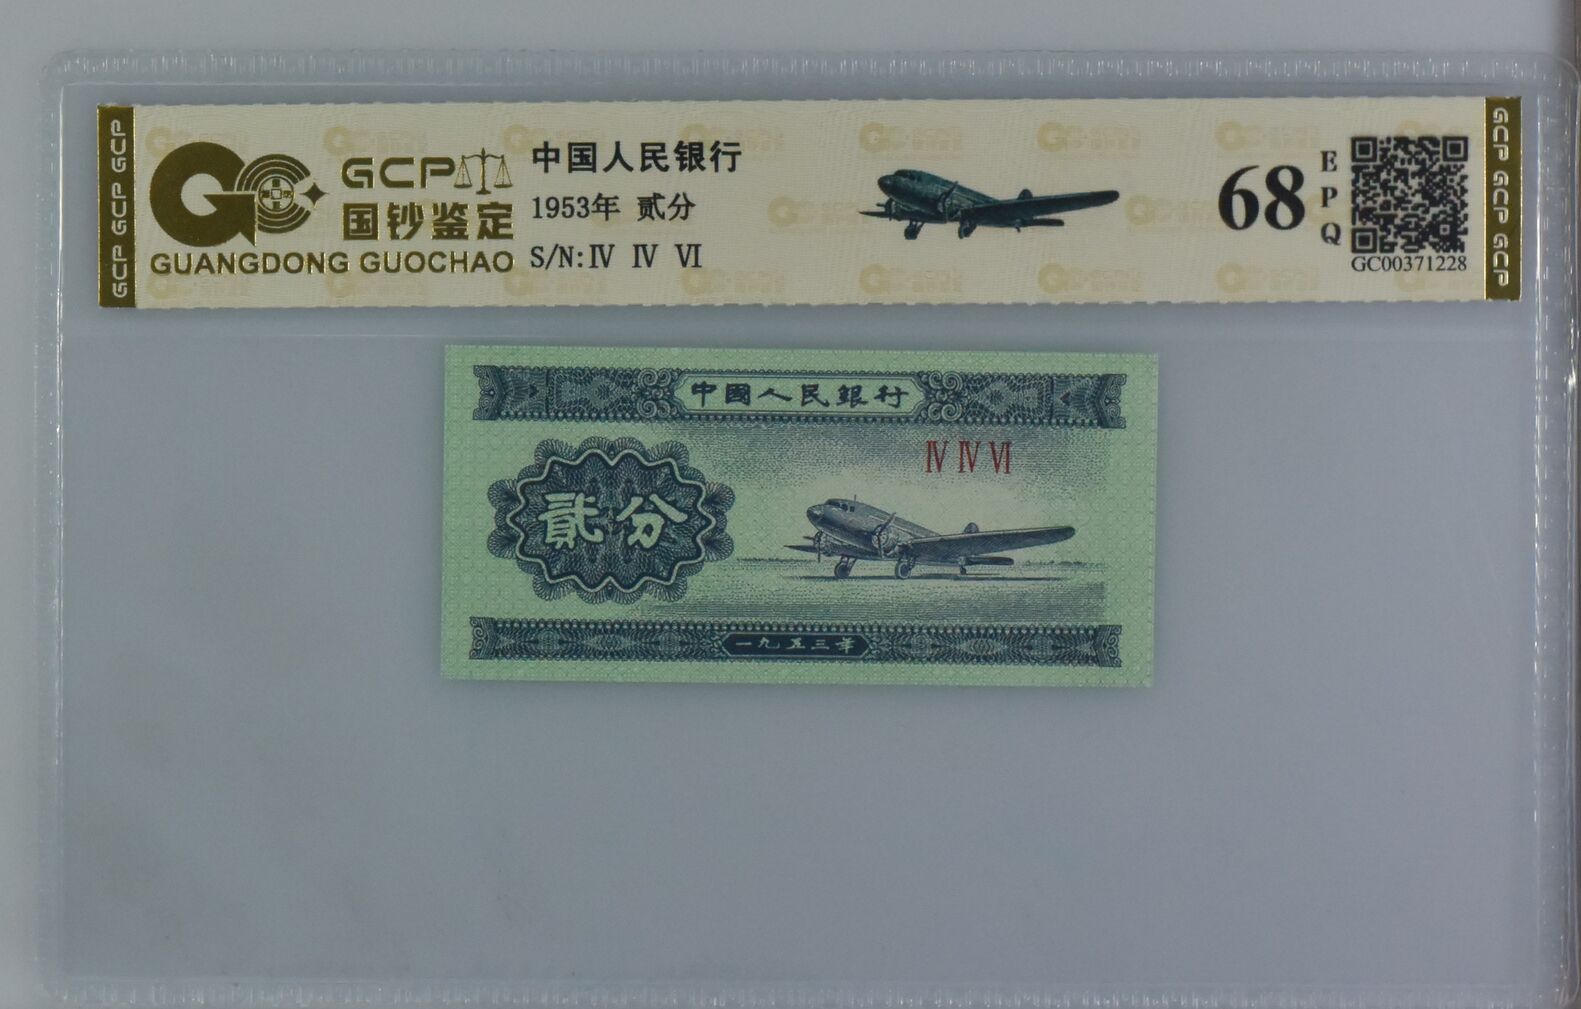 GCP GCP GCP
GCP
国钞鉴定
GUANGDONG GUOCHAO
中国人民银行
1953年 贰分
S/N:Ⅳ Ⅳ Ⅵ
68
EPQ
GC00371228
GCP GCP GCP
中國人民銀行
Ⅳ Ⅳ Ⅵ
貳分
一九五三年